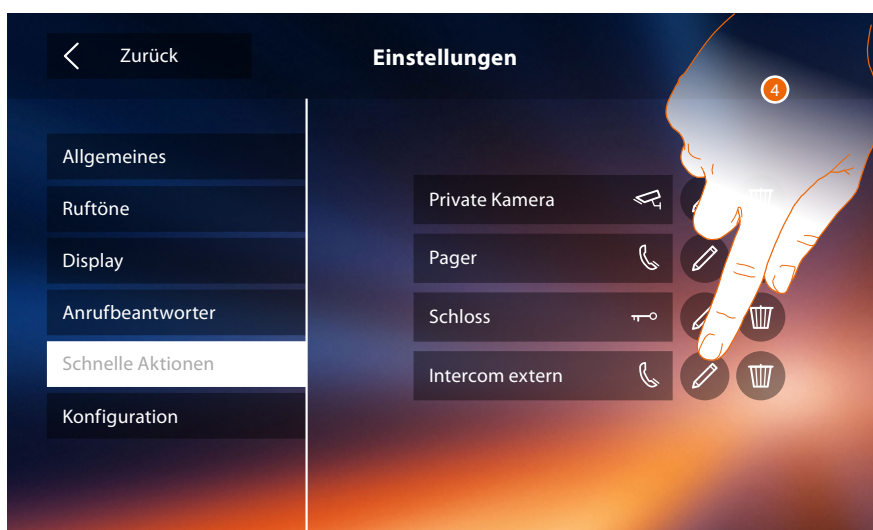 Zurück
Einstellungen
4
Allgemeines
Ruftöne
Display
Anrufbeantworter
Schnelle Aktionen
Konfiguration
Private Kamera
Pager
Schloss
Intercom extern